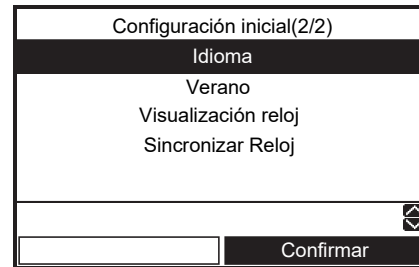 Configuración inicial(2/2)
Idioma
Verano
Visualización reloj
Sincronizar Reloj
Confirmar